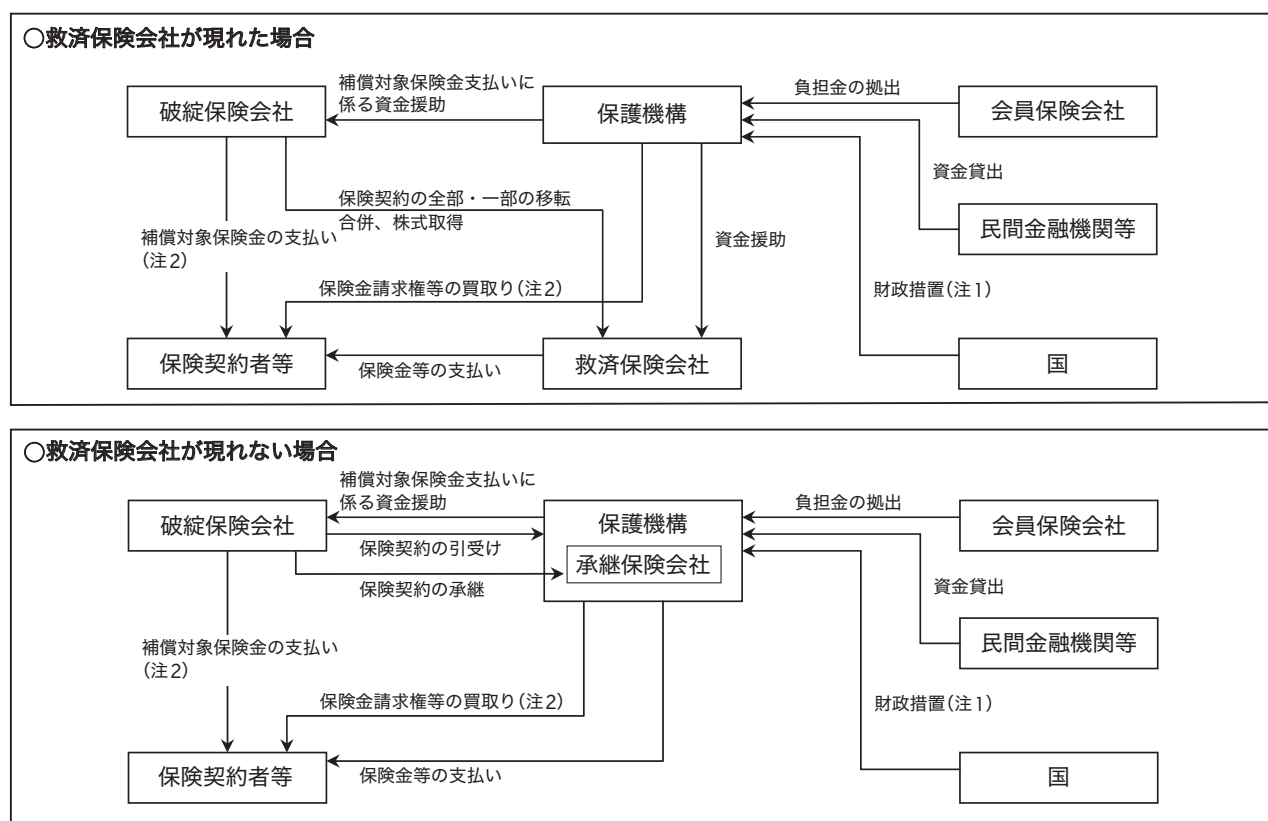 ○救済保険会社が現れた場合
補償対象保険金支払いに
係る資金援助
負担金の拠出
破綻保険会社
保護機構
会員保険会社
資金貸出
保険契約の全部・一部の移転
合併、株式取得
民間金融機関等
補償対象保険金の支払い
(注2)
資金援助
保険金請求権等の買取り(注2)
財政措置(注1)
保険契約者等
保険金等の支払い
救済保険会社
国
○救済保険会社が現れない場合
補償対象保険金支払いに
係る資金援助
負担金の拠出
破綻保険会社
保護機構
会員保険会社
保険契約の引受け
承継保険会社
保険契約の承継
資金貸出
補償対象保険金の支払い
(注2)
民間金融機関等
保険金請求権等の買取り(注2)
財政措置(注1)
保険契約者等
保険金等の支払い
国